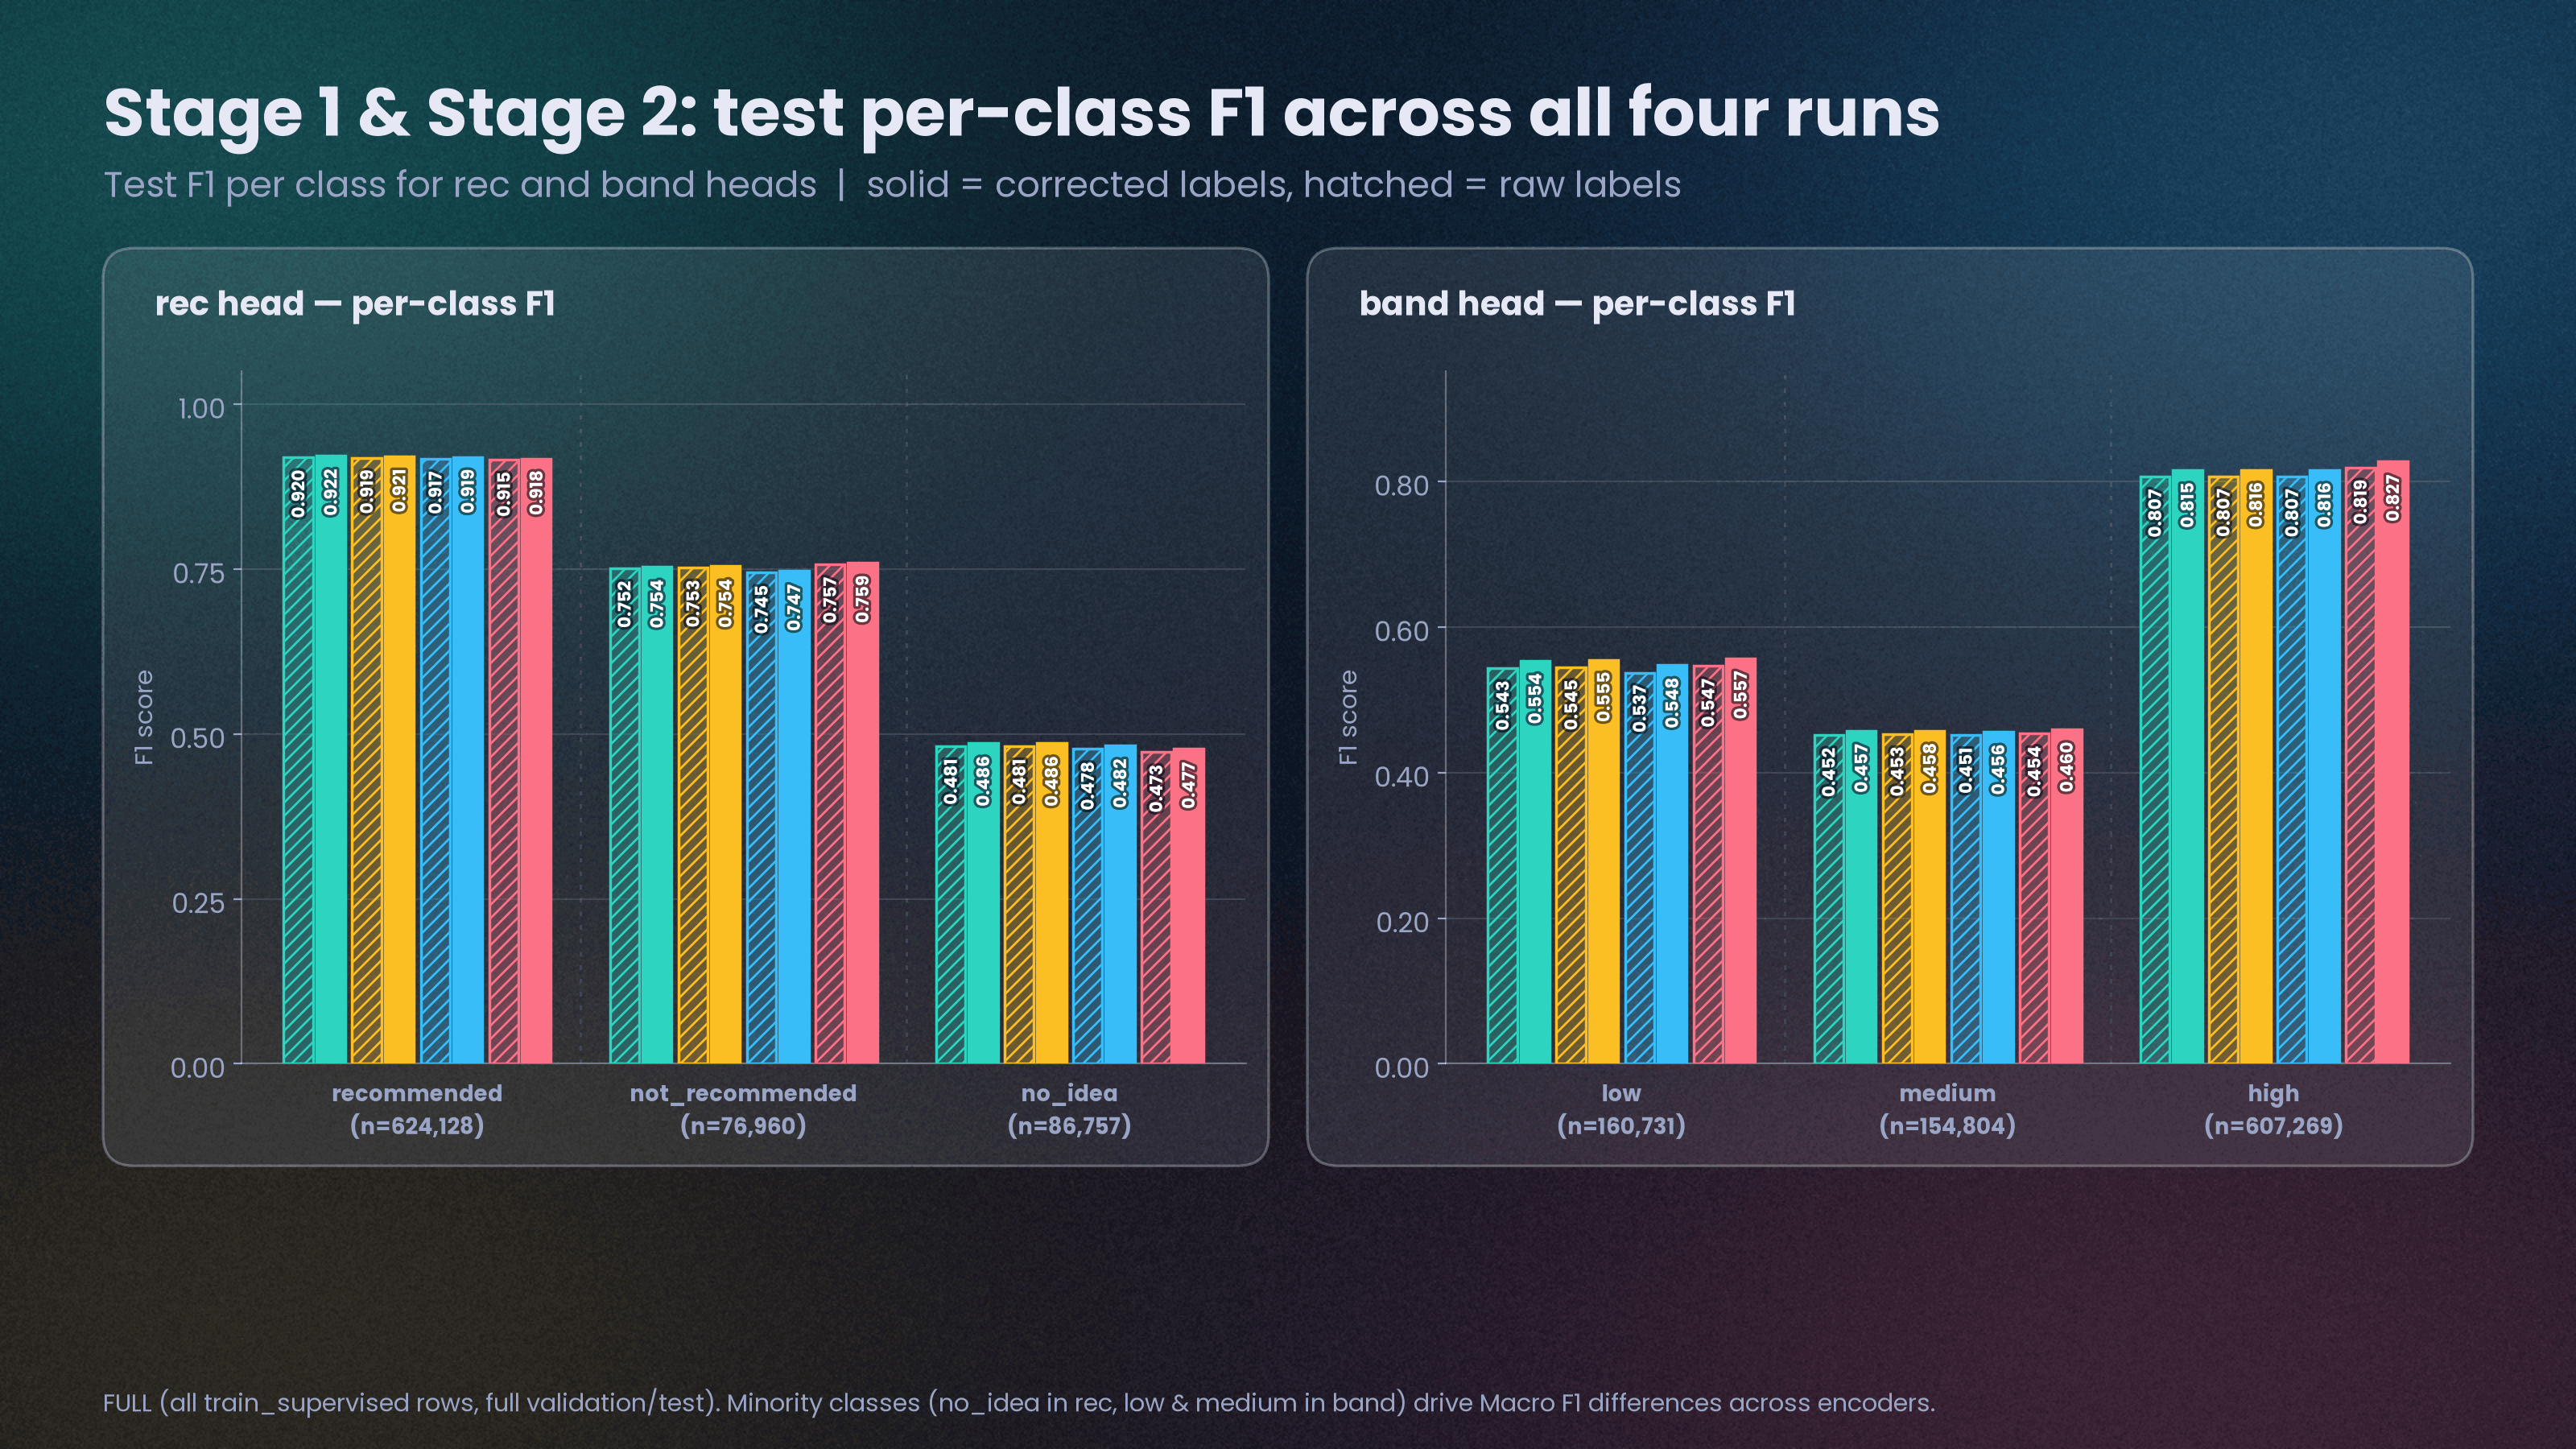 Stage 1 & Stage 2: test per-class F1 across all four runs
Test F1 per class for rec and band heads | solid = corrected labels, hatched = raw labels
rec head — per-class F1
F1 score
1.00
0.75
0.50
0.25
0.00
0.920 0.922 0.919 0.921 0.917 0.919 0.915 0.918
0.752 0.754 0.753 0.754 0.745 0.747 0.757 0.759
0.481 0.486 0.481 0.486 0.478 0.482 0.473 0.477
recommended not_recommended no_idea
(n=624,128) (n=76,960) (n=86,757)
band head — per-class F1
F1 score
0.80
0.60
0.40
0.20
0.00
0.543 0.554 0.545 0.555 0.537 0.548 0.547 0.557
0.452 0.457 0.453 0.458 0.451 0.456 0.454 0.460
0.807 0.815 0.807 0.816 0.807 0.816 0.819 0.827
low medium high
(n=160,731) (n=154,804) (n=607,269)
FULL (all train_supervised rows, full validation/test). Minority classes (no_idea in rec, low & medium in band) drive Macro F1 differences across encoders.